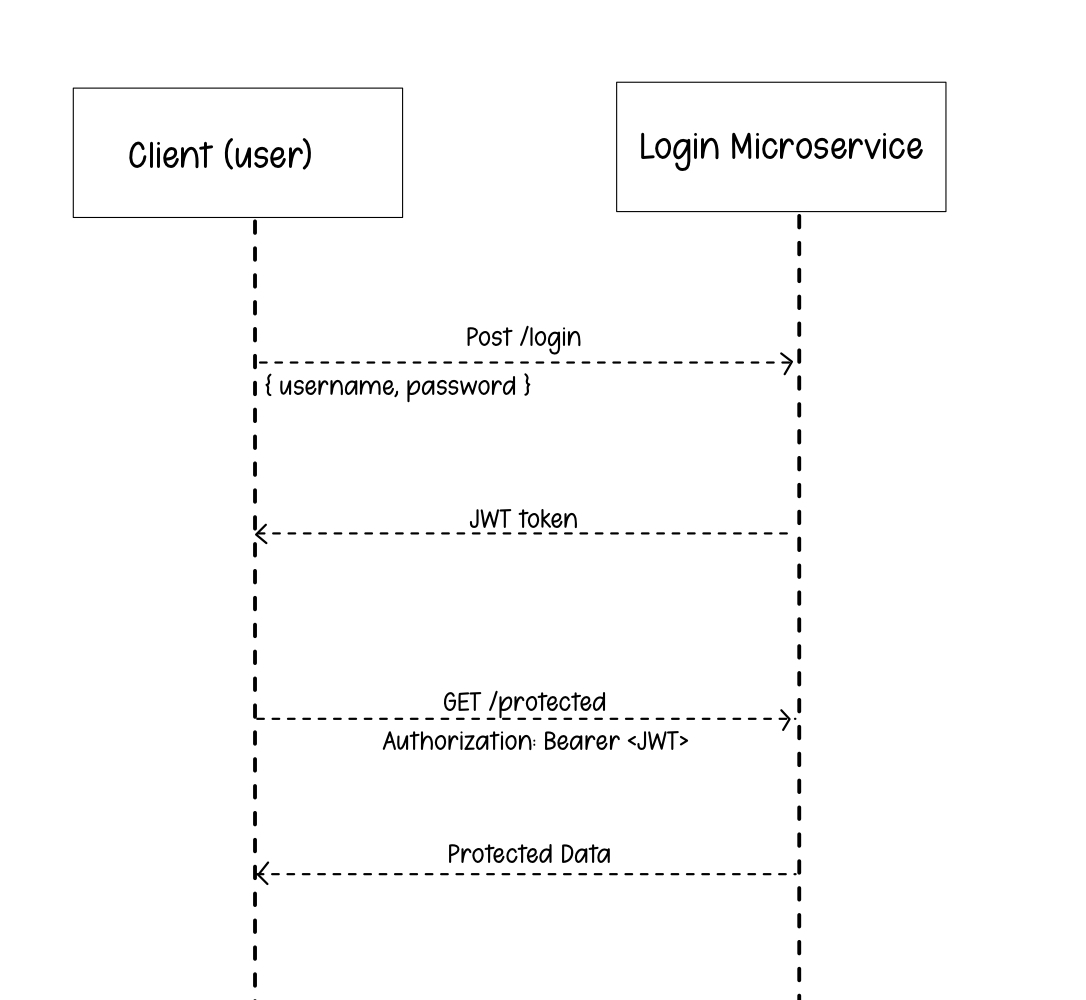 Client (user)
Login Microservice
Post /login
{ username, password }
JWT token
GET /protected
Authorization: Bearer <JWT>
Protected Data